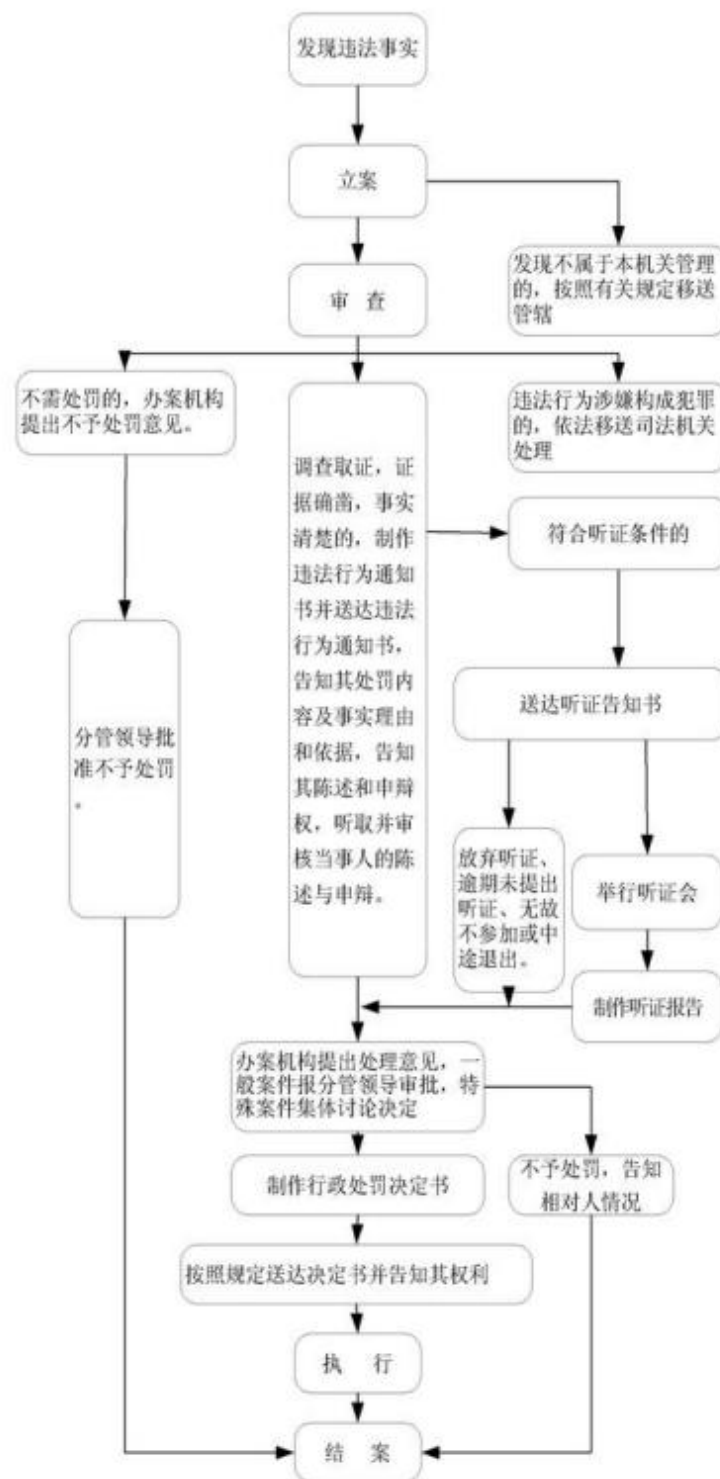 发现违法事实
立案
发现不属于本机关管理
的，按照有关规定移送
管辖
审 查
不需处罚的，办案机构
提出不予处罚意见。
违法行为涉嫌构成犯罪
的，依法移送司法机关
处理
调查取证，证
据确凿，事实
清楚的，制作
违法行为通知
书并送达违法
行为通知书，
告知其处罚内
容及事实理由
和依据，告知
其陈述和申辩
权，听取并审
核当事人的陈
述与申辩。
符合听证条件的
分管领导批
准不予处罚
。
送达听证告知书
放弃听证、
逾期未提出
听证、无故
不参加或中
途退出。
举行听证会
制作听证报告
办案机构提出处理意见，一
般案件报分管领导审批，特
殊案件集体讨论决定
制作行政处罚决定书
不予处罚，告知
相对人情况
按照规定送达决定书并告知其权利
执 行
结 案